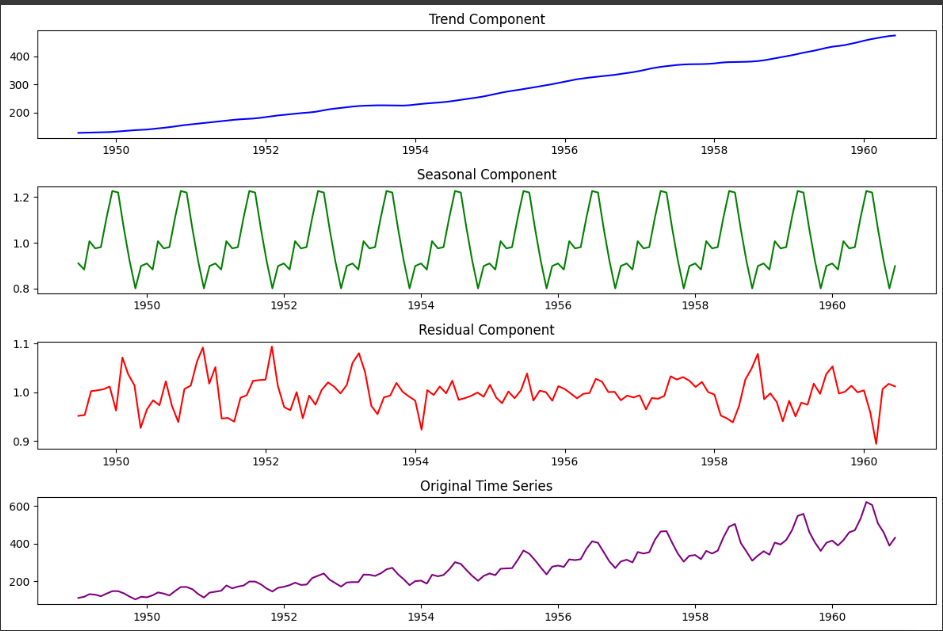 Trend Component
400
300
200
1950 1952 1954 1956 1958 1960
Seasonal Component
1.2
1.0
0.8
1950 1952 1954 1956 1958 1960
Residual Component
1.1
1.0
0.9
1950 1952 1954 1956 1958 1960
Original Time Series
600
400
200
1950 1952 1954 1956 1958 1960